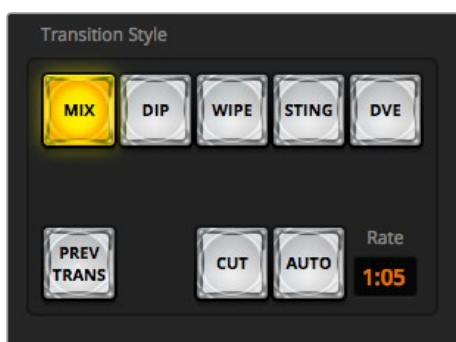 Transition Style
MIX DIP WIPE STING DVE
PREV TRANS CUT AUTO Rate 1:05